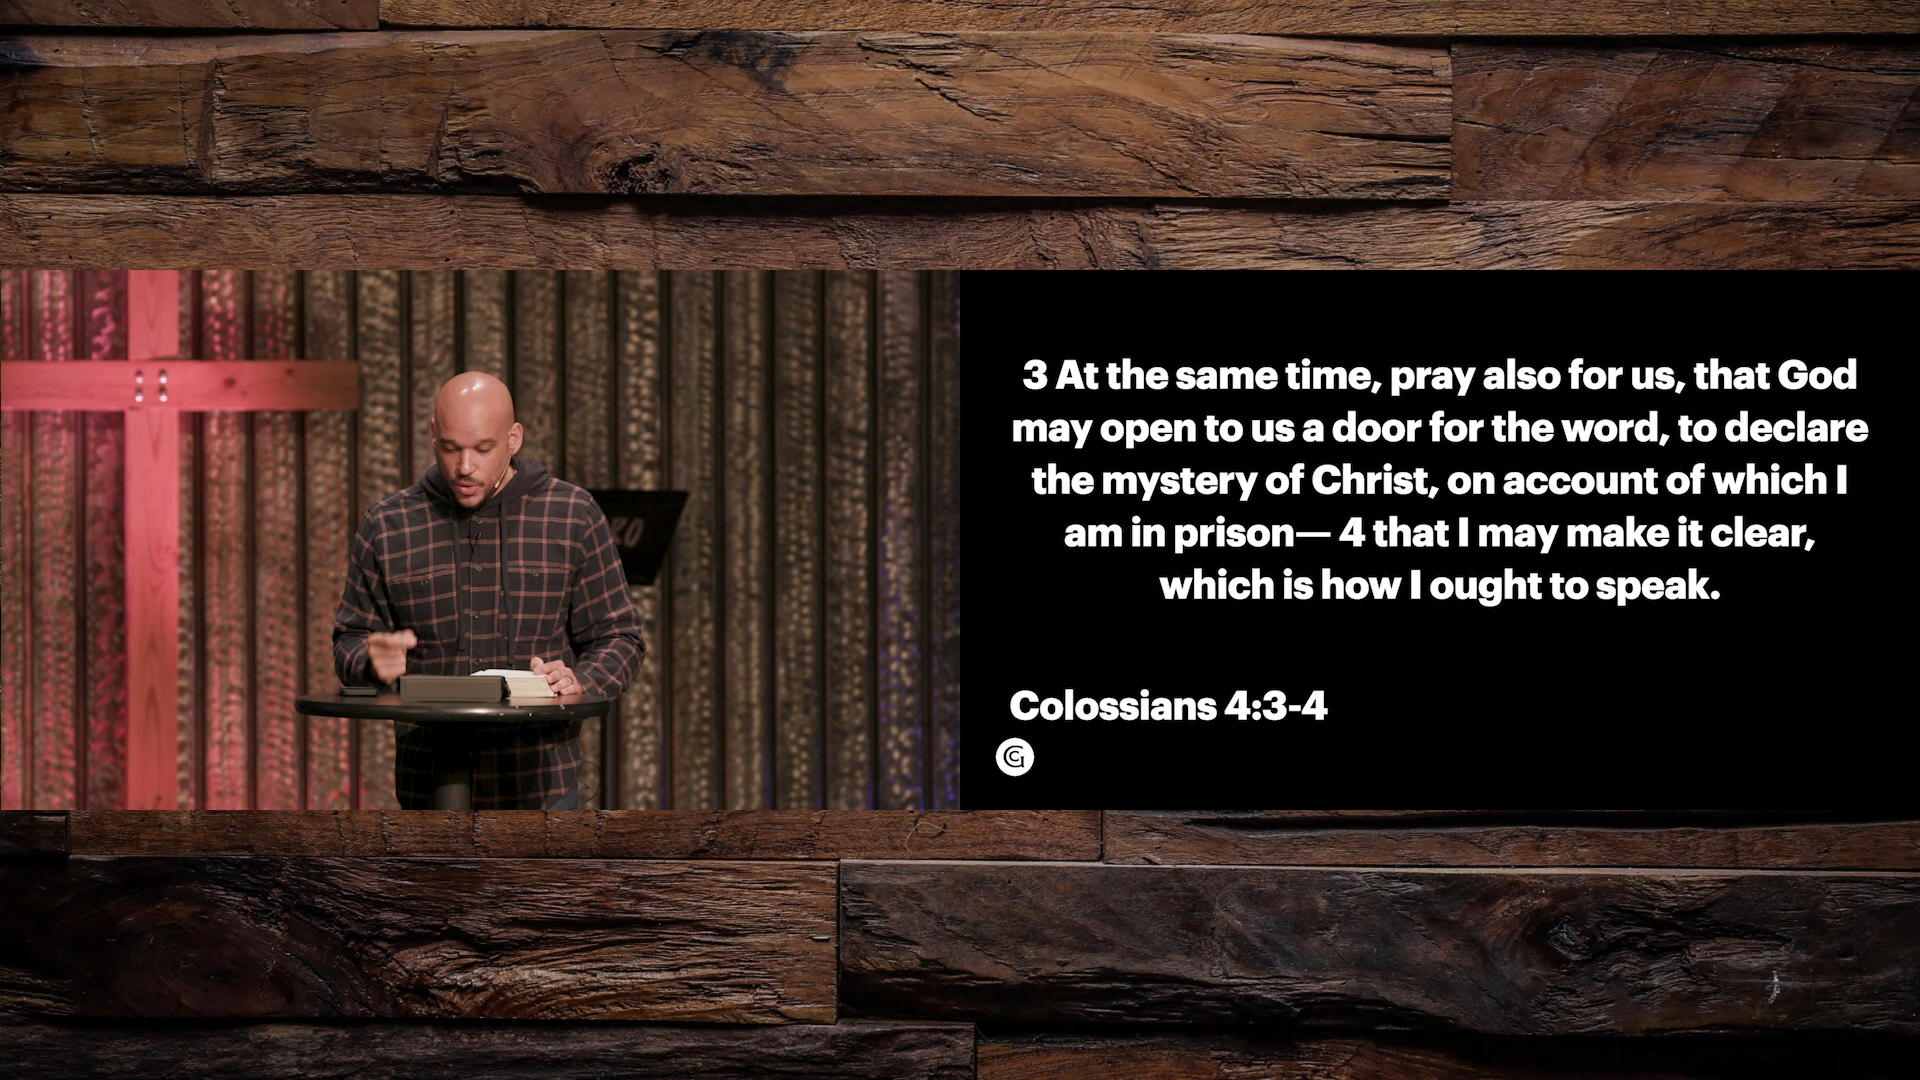 3 At the same time, pray also for us, that God
may open to us a door for the word, to declare
the mystery of Christ, on account of which I
am in prison— 4 that I may make it clear,
which is how I ought to speak.
Colossians 4:3-4